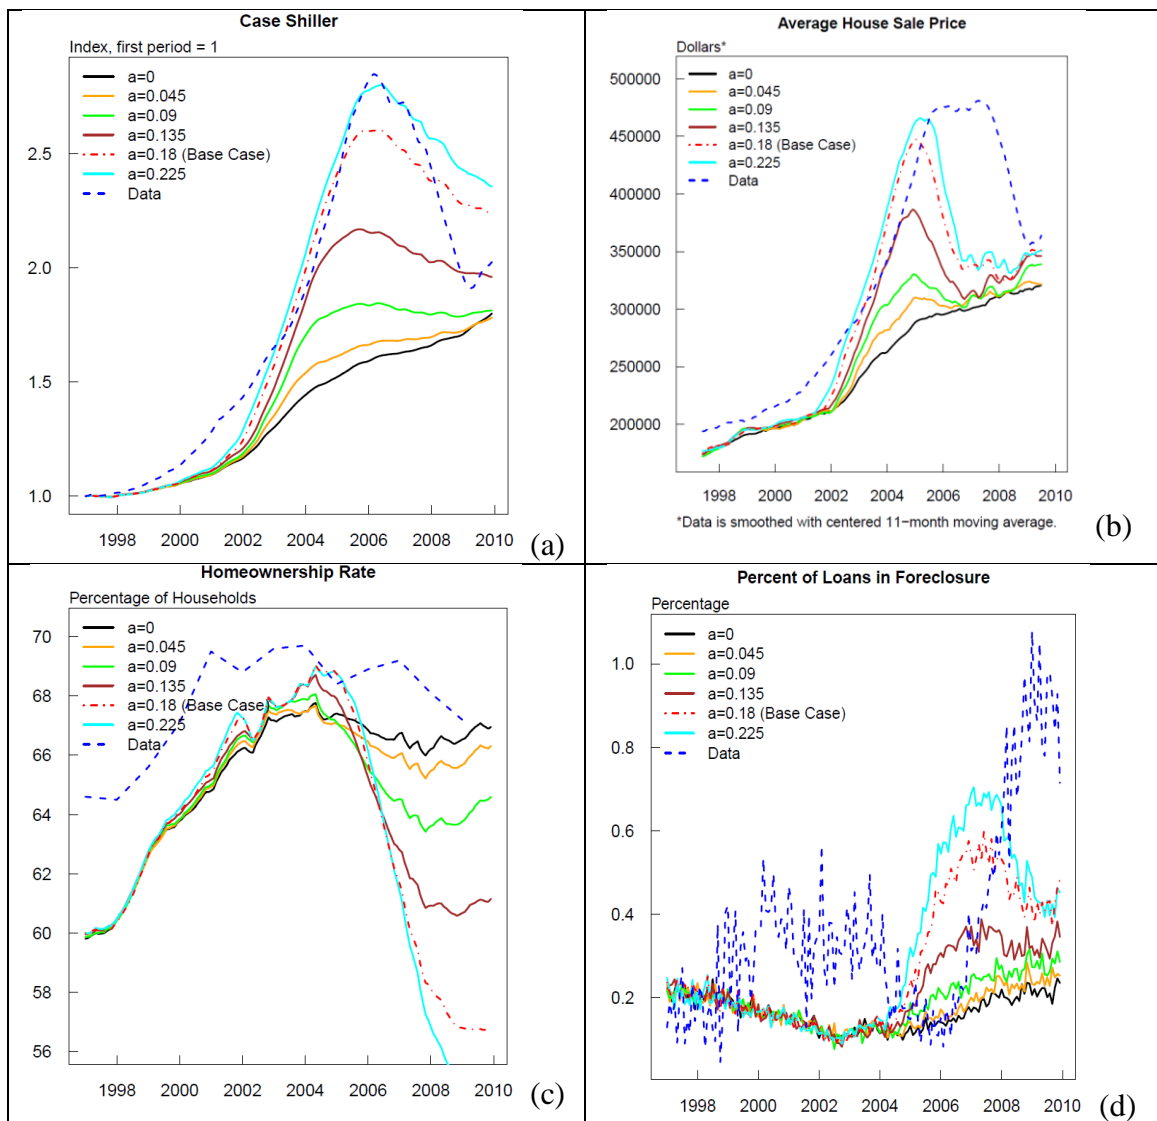 Case Shiller
Index, first period = 1
a=0
a=0.045
a=0.09
a=0.135
a=0.18 (Base Case)
a=0.225
Data
2.5
2.0
1.5
1.0
1998 2000 2002 2004 2006 2008 2010
(a)
Average House Sale Price
Dollars*
500000
a=0
a=0.045
a=0.09
a=0.135
a=0.18 (Base Case)
a=0.225
Data
450000
400000
350000
300000
250000
200000
1998 2000 2002 2004 2006 2008 2010
*Data is smoothed with centered 11−month moving average.
(b)
Homeownership Rate
Percentage of Households
70
a=0
a=0.045
a=0.09
a=0.135
a=0.18 (Base Case)
a=0.225
Data
68
66
64
62
60
58
56
1998 2000 2002 2004 2006 2008 2010
(c)
Percent of Loans in Foreclosure
Percentage
a=0
a=0.045
a=0.09
a=0.135
a=0.18 (Base Case)
a=0.225
Data
1.0
0.8
0.6
0.4
0.2
1998 2000 2002 2004 2006 2008 2010
(d)